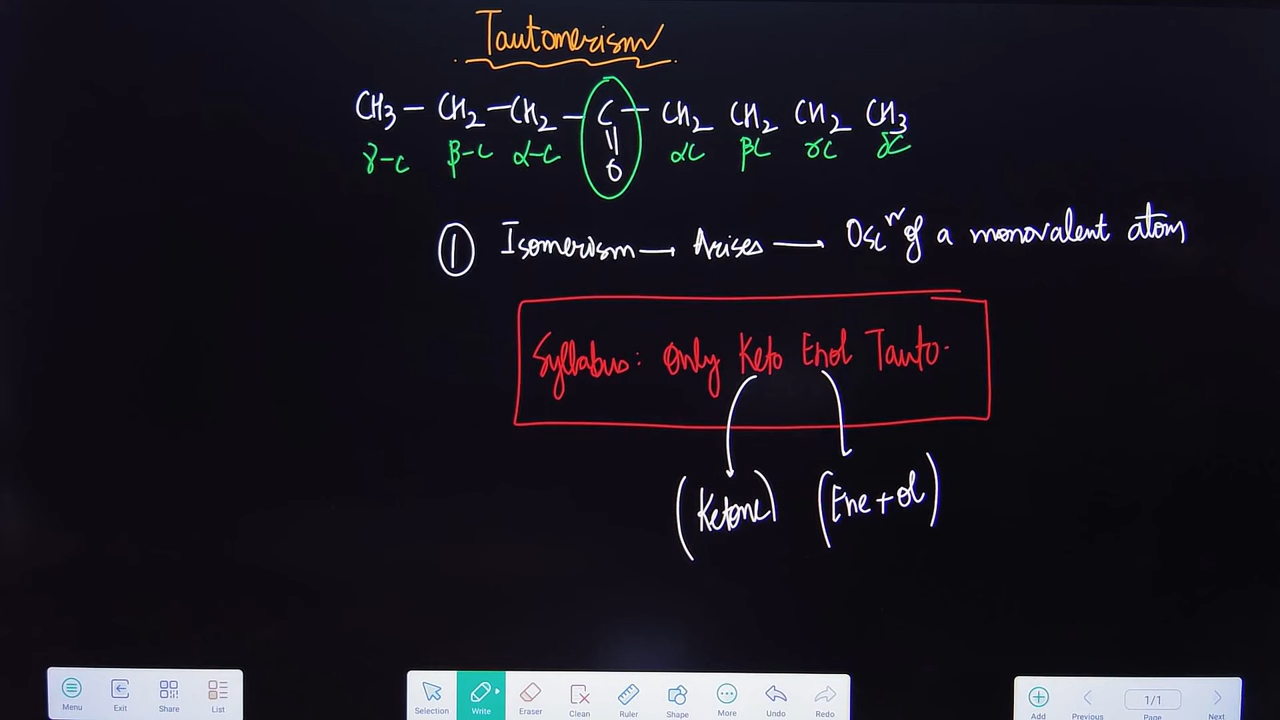 Tautomerism
CH3 – CH2 – CH2 – C – CH2 CH2 CH2 CH3
γ-C β-C α-C || αC βC γC δC
O
① Isomerism → Arises → Oscⁿ of a monovalent atom
Syllabus: Only Keto Enol Tauto.
(Ketone) (Ene + ol)
Menu Exit Share List Selection Write Eraser Clean Ruler Shape More Undo Redo Add Previous 1/1 Page Next